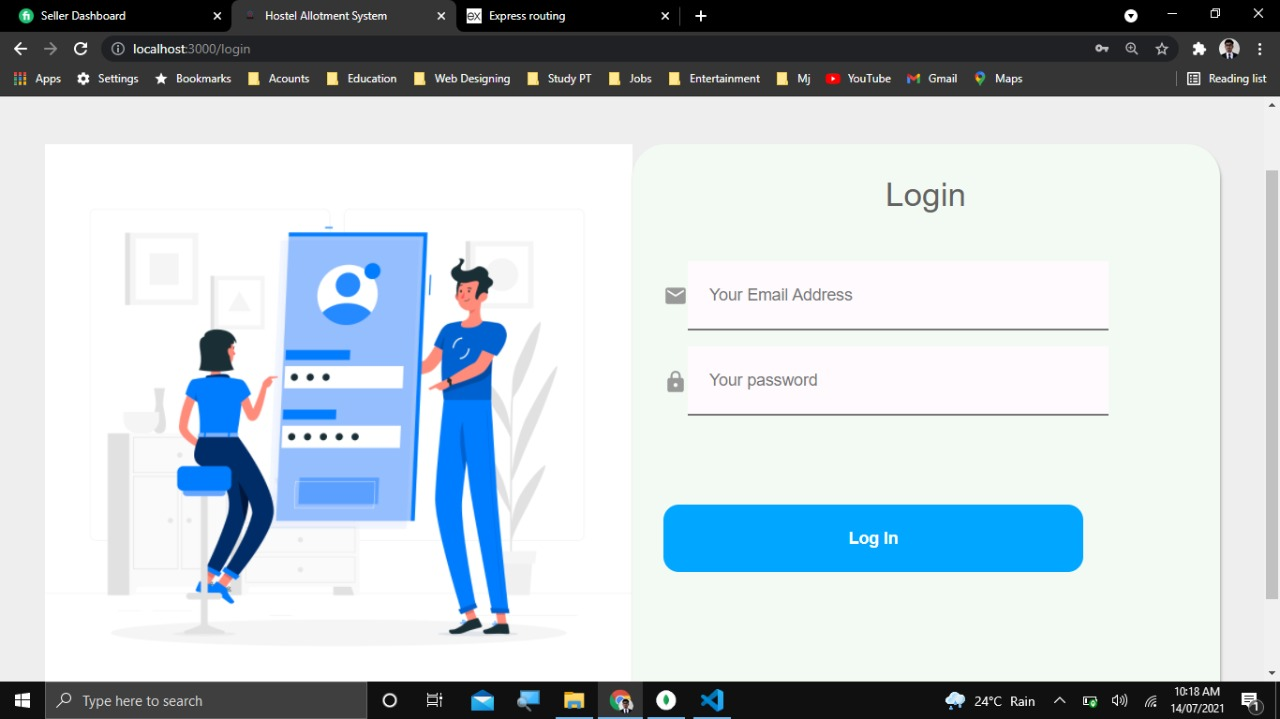 Seller Dashboard
Hostel Allotment System
Express routing
localhost:3000/login
Apps
Settings
Bookmarks
Acounts
Education
Web Designing
Study PT
Jobs
Entertainment
Mj
YouTube
Gmail
Maps
Reading list
Login
Your Email Address
Your password
Log In
Type here to search
24°C Rain
10:18 AM
14/07/2021
1